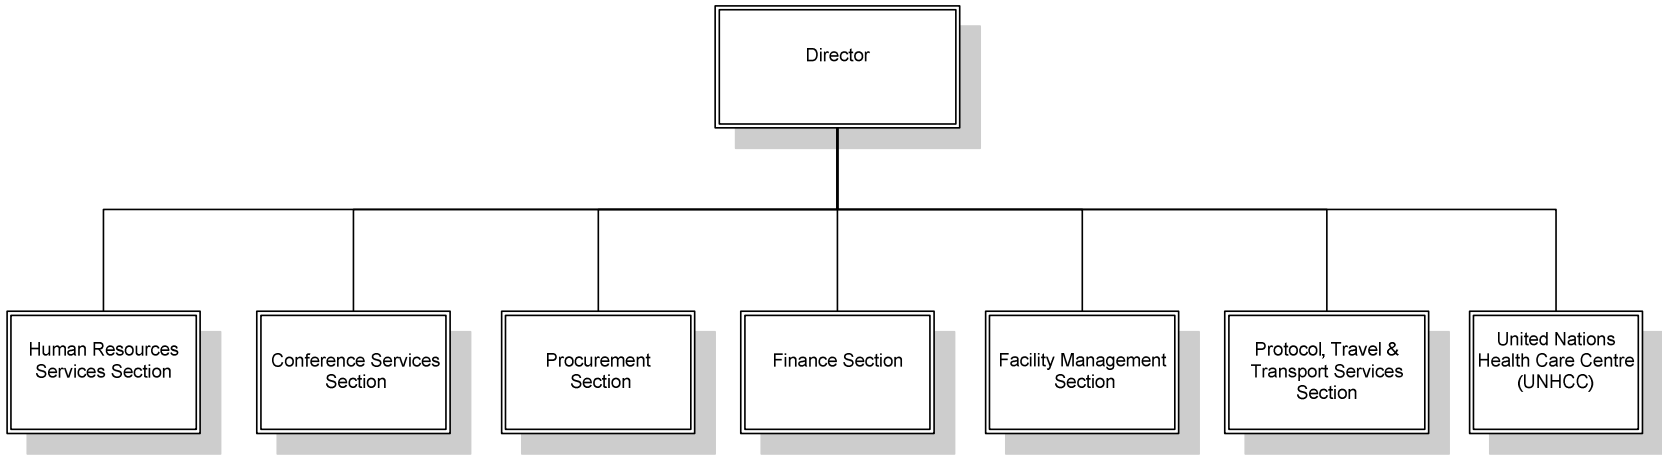 Director
Human Resources
Services Section
Conference Services
Section
Procurement
Section
Finance Section
Facility Management
Section
Protocol, Travel &
Transport Services
Section
United Nations
Health Care Centre
(UNHCC)